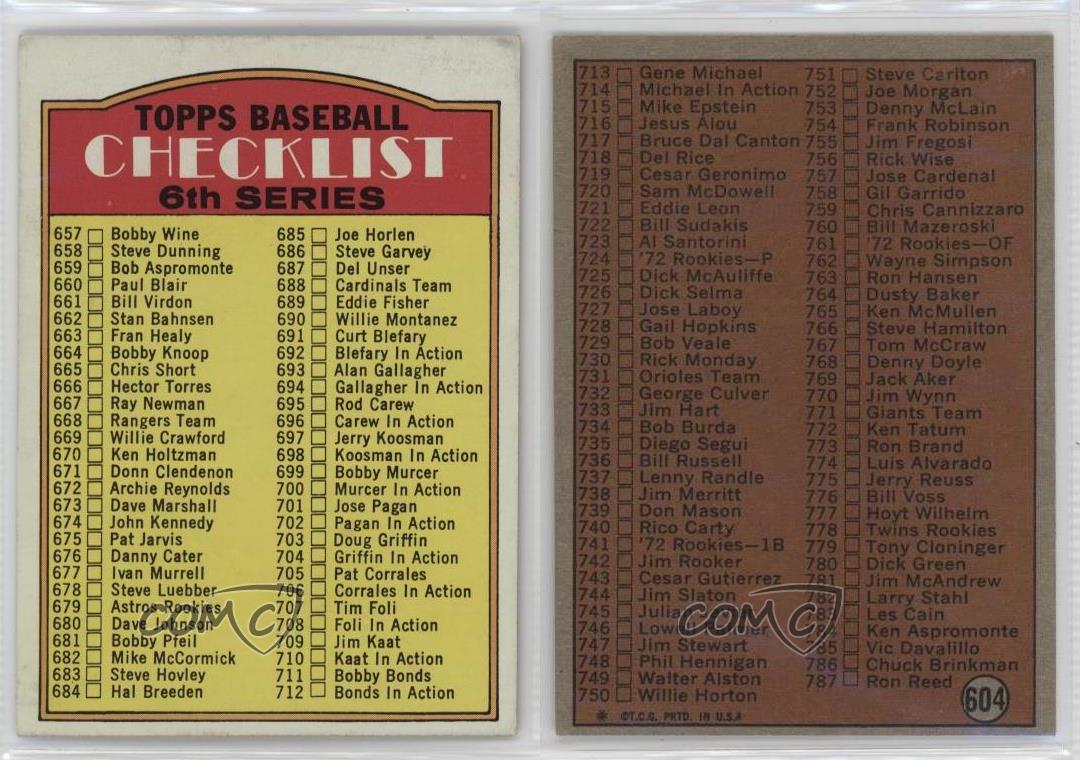 TOPPS BASEBALL
CHECKLIST
6th SERIES
657 Bobby Wine
658 Steve Dunning
659 Bob Aspromonte
660 Paul Blair
661 Bill Virdon
662 Stan Bahnsen
663 Fran Healy
664 Bobby Knoop
665 Chris Short
666 Hector Torres
667 Ray Newman
668 Rangers Team
669 Willie Crawford
670 Ken Holtzman
671 Donn Clendenon
672 Archie Reynolds
673 Dave Marshall
674 John Kennedy
675 Pat Jarvis
676 Danny Cater
677 Ivan Murrell
678 Steve Luebber
679 Astros Rookies
680 Dave Johnson
681 Bobby Pfeil
682 Mike McCormick
683 Steve Hovley
684 Hal Breeden
685 Joe Horlen
686 Steve Garvey
687 Del Unser
688 Cardinals Team
689 Eddie Fisher
690 Willie Montanez
691 Curt Blefary
692 Blefary In Action
693 Alan Gallagher
694 Gallagher In Action
695 Rod Carew
696 Carew In Action
697 Jerry Koosman
698 Koosman In Action
699 Bobby Murcer
700 Murcer In Action
701 Jose Pagan
702 Pagan In Action
703 Doug Griffin
704 Griffin In Action
705 Pat Corrales
706 Corrales In Action
707 Tim Foli
708 Foli In Action
709 Jim Kaat
710 Kaat In Action
711 Bobby Bonds
712 Bonds In Action
COMC
713 Gene Michael
714 Michael In Action
715 Mike Epstein
716 Jesus Alou
717 Bruce Dal Canton
718 Del Rice
719 Cesar Geronimo
720 Sam McDowell
721 Eddie Leon
722 Bill Sudakis
723 Al Santorini
724 '72 Rookies—P
725 Dick McAuliffe
726 Dick Selma
727 Jose Laboy
728 Gail Hopkins
729 Bob Veale
730 Rick Monday
731 Orioles Team
732 George Culver
733 Jim Hart
734 Bob Burda
735 Diego Segui
736 Bill Russell
737 Lenny Randle
738 Jim Merritt
739 Don Mason
740 Rico Carty
741 '72 Rookies—1B
742 Jim Rooker
743 Cesar Gutierrez
744 Jim Slaton
745
746
747 Jim Stewart
748 Phil Hennigan
749 Walter Alston
750 Willie Horton
751 Steve Carlton
752 Joe Morgan
753 Denny McLain
754 Frank Robinson
755 Jim Fregosi
756 Rick Wise
757 Jose Cardenal
758 Gil Garrido
759 Chris Cannizzaro
760 Bill Mazeroski
761 '72 Rookies—OF
762 Wayne Simpson
763 Ron Hansen
764 Dusty Baker
765 Ken McMullen
766 Steve Hamilton
767 Tom McCraw
768 Denny Doyle
769 Jack Aker
770 Jim Wynn
771 Giants Team
772 Ken Tatum
773 Ron Brand
774 Luis Alvarado
775 Jerry Reuss
776 Bill Voss
777 Hoyt Wilhelm
778 Twins Rookies
779 Tony Cloninger
780 Dick Green
781 Jim McAndrew
782 Larry Stahl
Les Cain
Ken Aspromonte
785 Vic Davalillo
786 Chuck Brinkman
787 Ron Reed
COMC
604
* ©T.C.G. PRTD. IN U.S.A